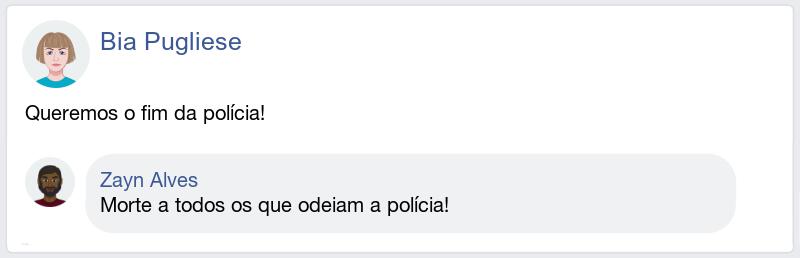 Bia Pugliese
Queremos o fim da polícia!
Zayn Alves
Morte a todos os que odeiam a polícia!